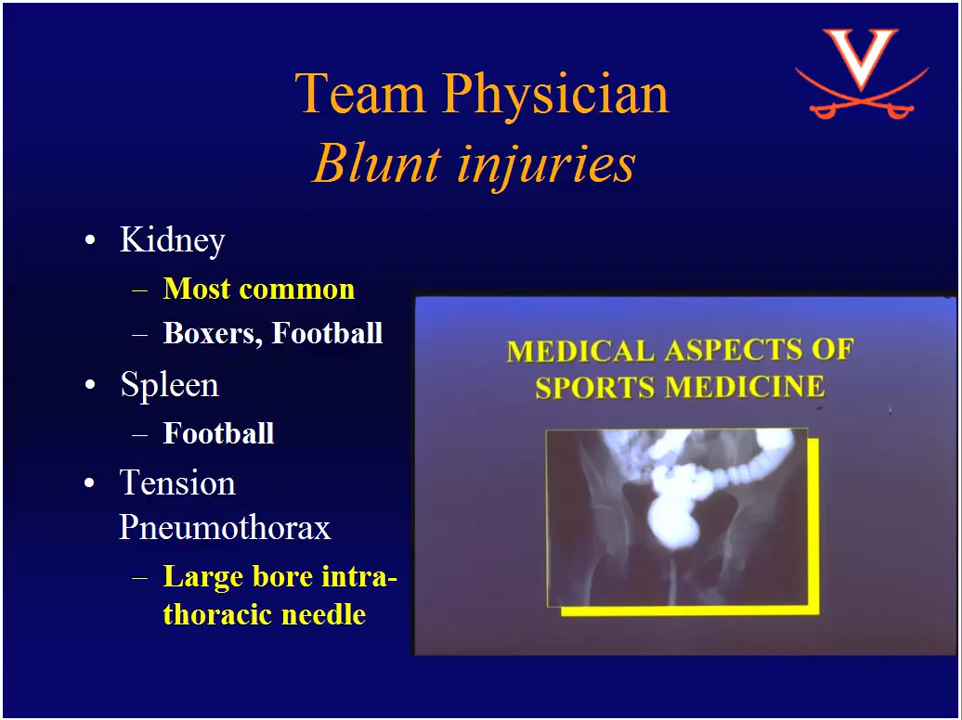 Team Physician
Blunt injuries
• Kidney
– Most common
– Boxers, Football
• Spleen
– Football
• Tension
Pneumothorax
– Large bore intra-
thoracic needle
MEDICAL ASPECTS OF
SPORTS MEDICINE